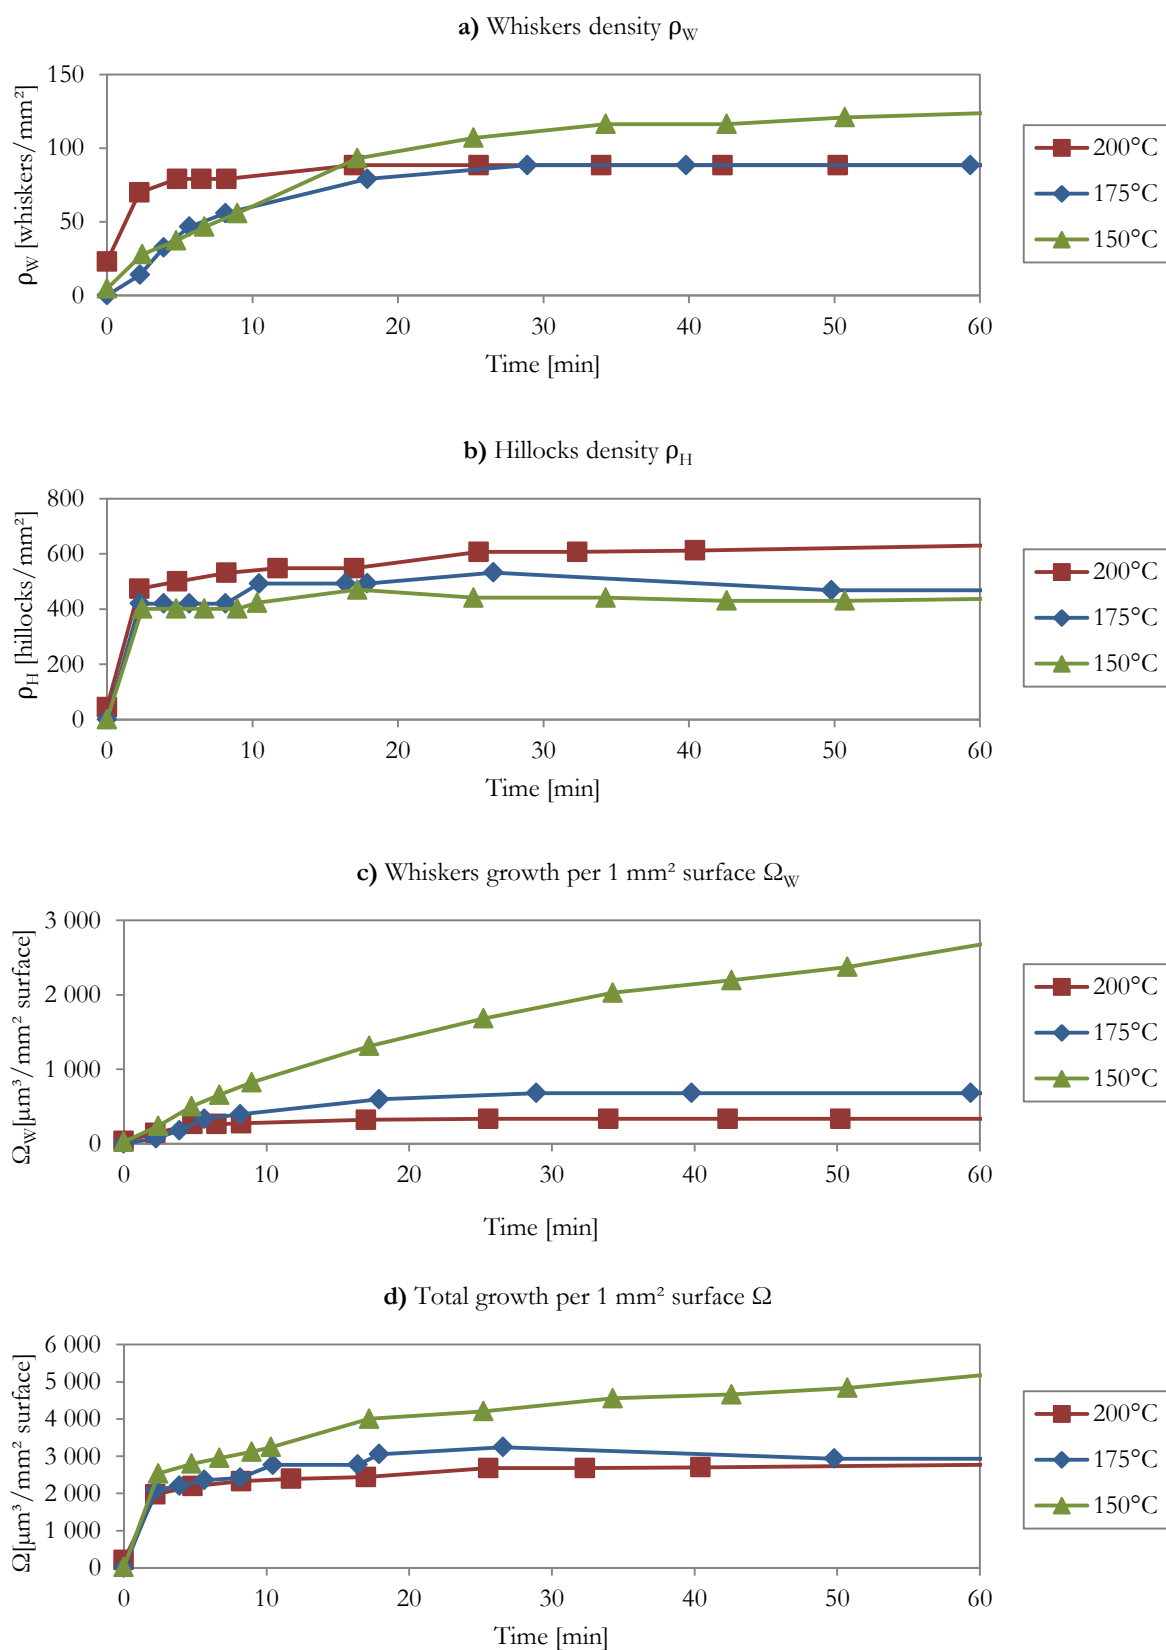 a) Whiskers density ρW
ρW [whiskers/mm²]
150
100
50
0
0 10 20 30 40 50 60
Time [min]
200°C
175°C
150°C
b) Hillocks density ρH
ρH [hillocks/mm²]
800
600
400
200
0
0 10 20 30 40 50 60
Time [min]
200°C
175°C
150°C
c) Whiskers growth per 1 mm² surface ΩW
ΩW[µm³/mm² surface]
3 000
2 000
1 000
0
0 10 20 30 40 50 60
Time [min]
200°C
175°C
150°C
d) Total growth per 1 mm² surface Ω
Ω[µm³/mm² surface]
6 000
5 000
4 000
3 000
2 000
1 000
0
0 10 20 30 40 50 60
Time [min]
200°C
175°C
150°C